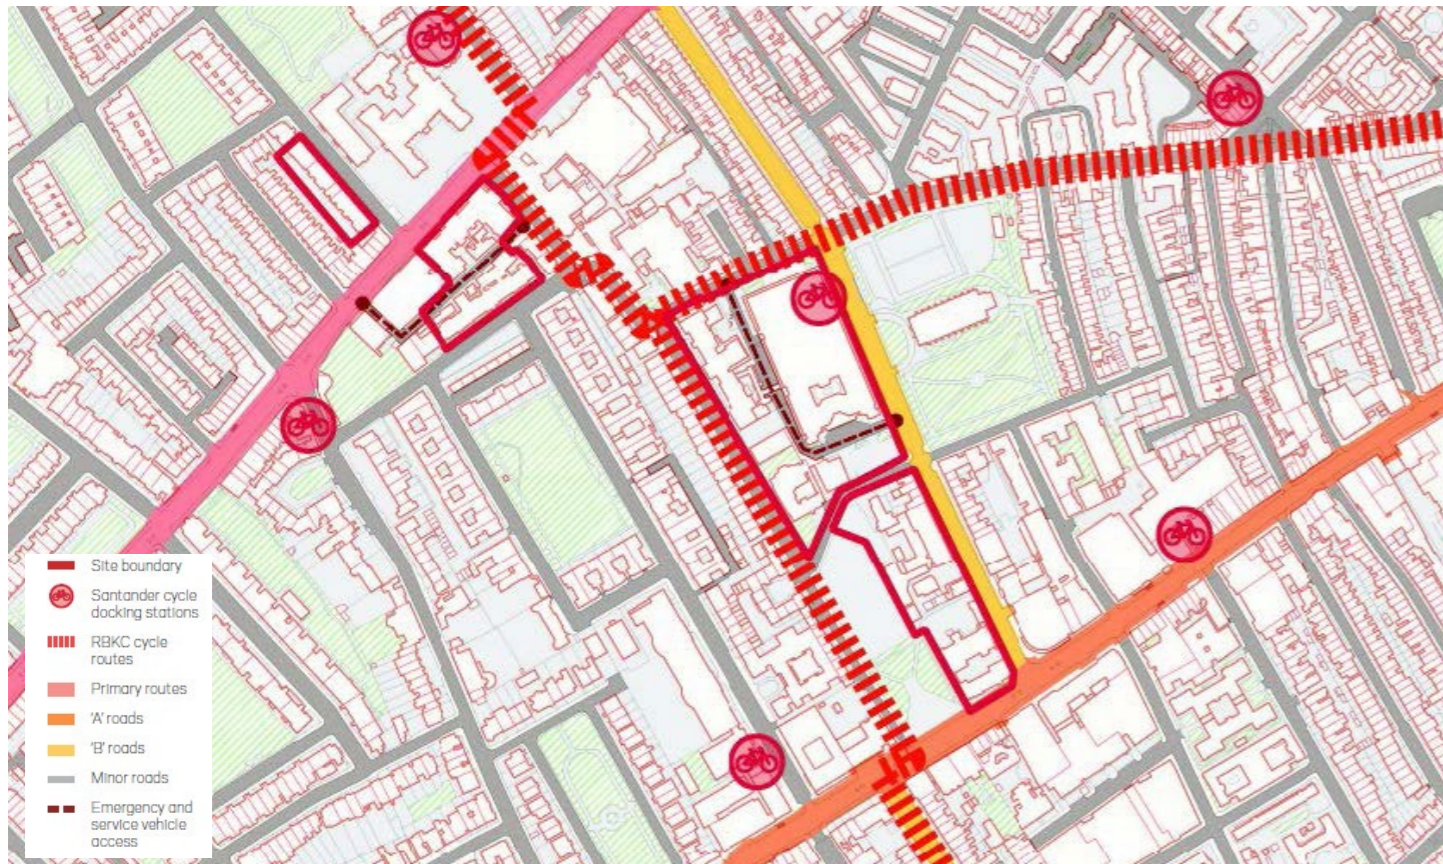 Site boundary
Santander cycle
docking stations
RBKC cycle
routes
Primary routes
'A' roads
'B' roads
Minor roads
Emergency and
service vehicle
access